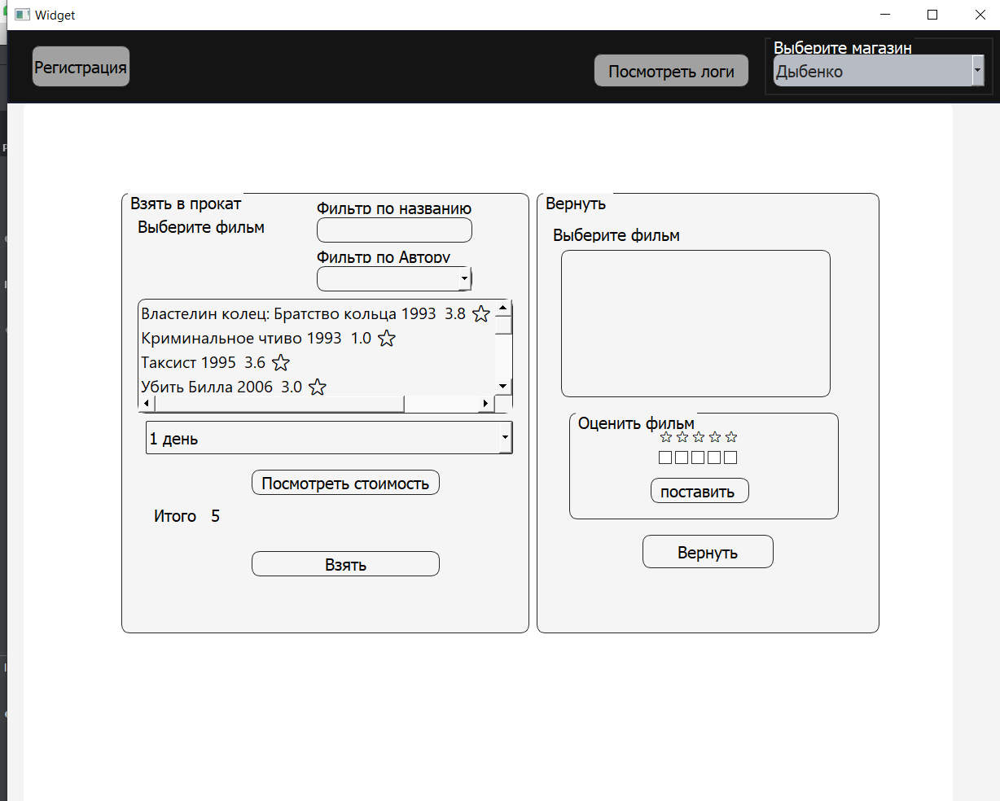 Widget
Регистрация
Посмотреть логи
Выберите магазин
Дыбенко
Взять в прокат
Выберите фильм
Фильтр по названию
Фильтр по Автору
Властелин колец: Братство кольца 1993 3.8 ☆
Криминальное чтиво 1993 1.0 ☆
Таксист 1995 3.6 ☆
Убить Билла 2006 3.0 ☆
1 день
Посмотреть стоимость
Итого 5
Взять
Вернуть
Выберите фильм
Оценить фильм
☆ ☆ ☆ ☆ ☆
поставить
Вернуть